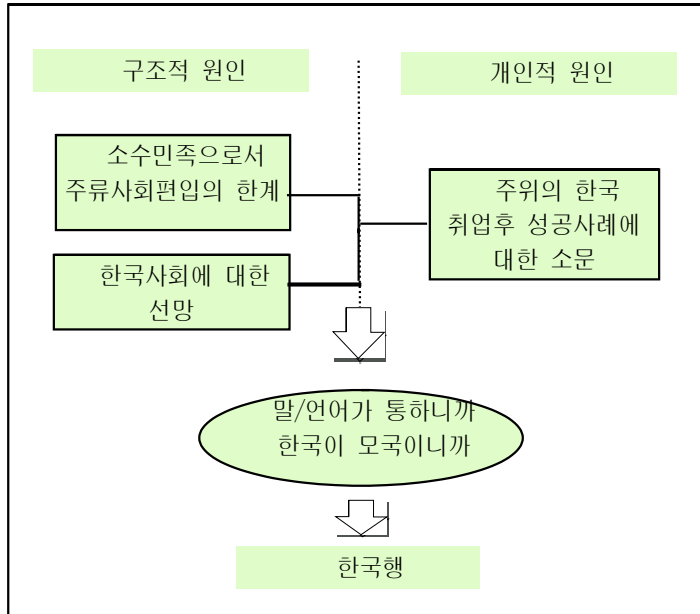 구조적 원인
개인적 원인
소수민족으로서
주류사회편입의 한계
주위의 한국
취업후 성공사례에
대한 소문
한국사회에 대한
선망
말/언어가 통하니까
한국이 모국이니까
한국행